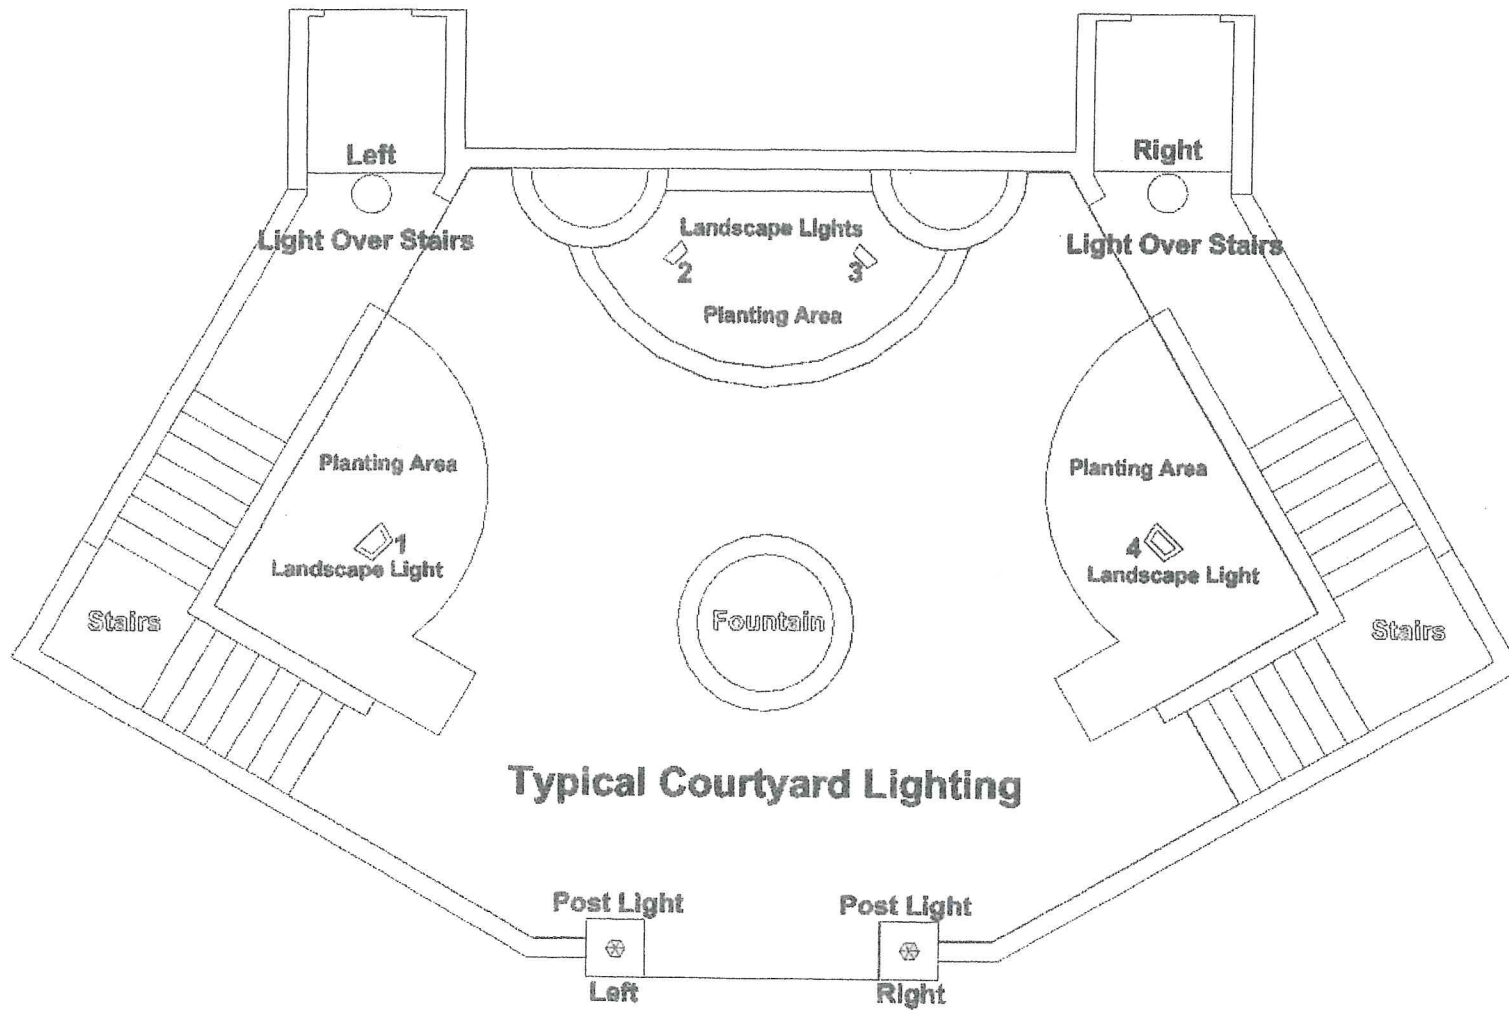 Left
Right
Light Over Stairs
Landscape Lights
Light Over Stairs
2
3
Planting Area
Planting Area
Planting Area
1
4
Landscape Light
Landscape Light
Stairs
Fountain
Stairs
Typical Courtyard Lighting
Post Light
Post Light
Left
Right